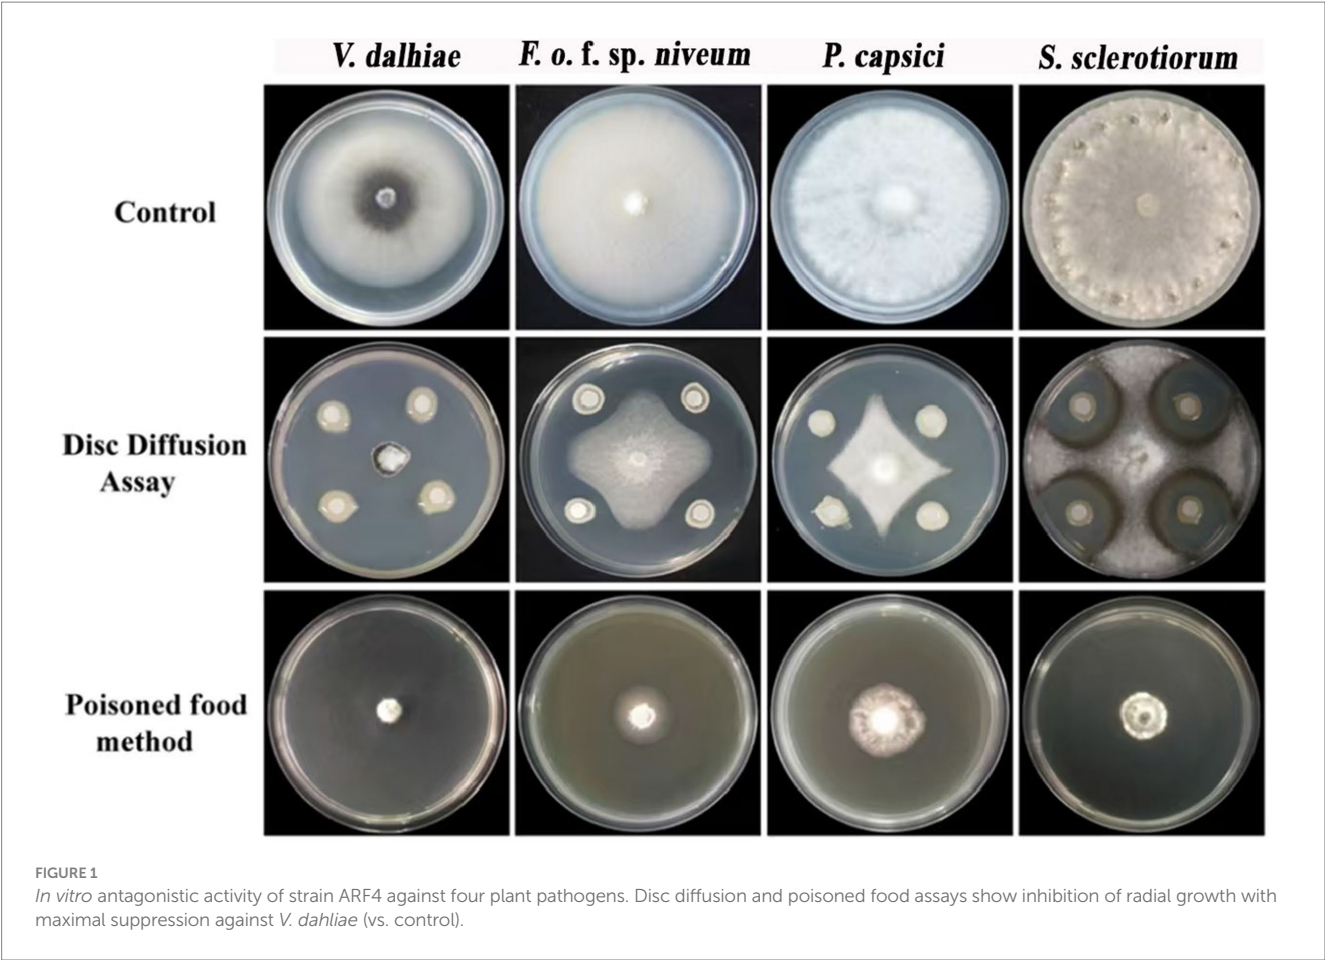 V. dalhiae F. o. f. sp. niveum P. capsici S. sclerotiorum
Control
Disc Diffusion
Assay
Poisoned food
method
FIGURE 1
In vitro antagonistic activity of strain ARF4 against four plant pathogens. Disc diffusion and poisoned food assays show inhibition of radial growth with
maximal suppression against V. dahliae (vs. control).